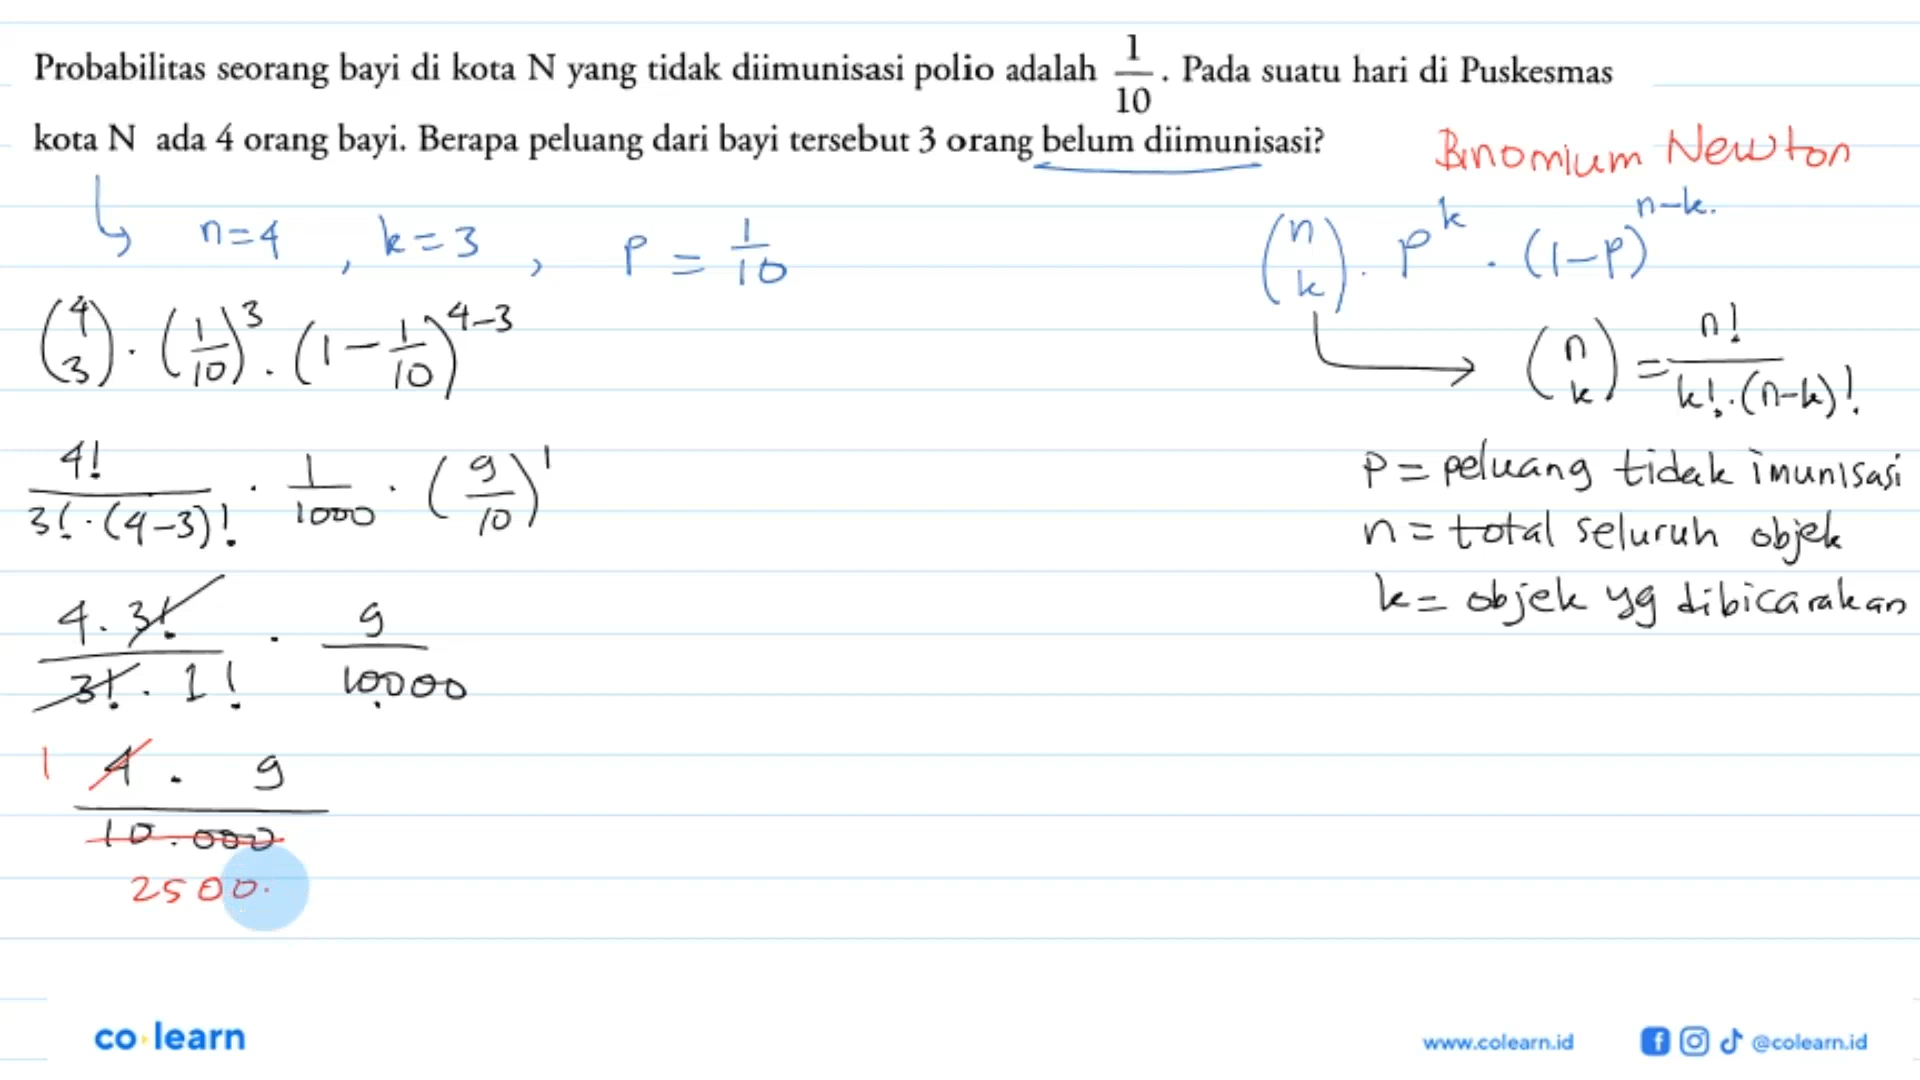 Probabilitas seorang bayi di kota N yang tidak diimunisasi polio adalah 1/10. Pada suatu hari di Puskesmas
kota N ada 4 orang bayi. Berapa peluang dari bayi tersebut 3 orang belum diimunisasi?
Binomium Newton
n=4 , k=3 , P = 1/10
(n k) . P^k . (1-P)^(n-k).
(4 3) . (1/10)^3 . (1 - 1/10)^(4-3)
(n k) = n!/(k! . (n-k)!)
4!/(3! . (4-3)!) . 1/1000 . (9/10)^1
P = peluang tidak imunisasi
n = total seluruh objek
k = objek yg dibicarakan
4 . 3!/(3! . 1!) . 9/10000
1 4 . 9
10.000
2500.
co learn
www.colearn.id @colearn.id